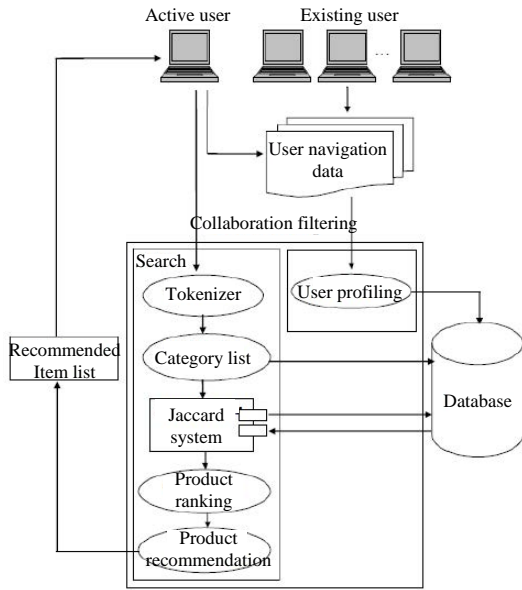 Active user
Existing user
...
User navigation
data
Collaboration filtering
Search
Tokenizer
User profiling
Category list
Recommended
Item list
Database
Jaccard
system
Product
ranking
Product
recommendation